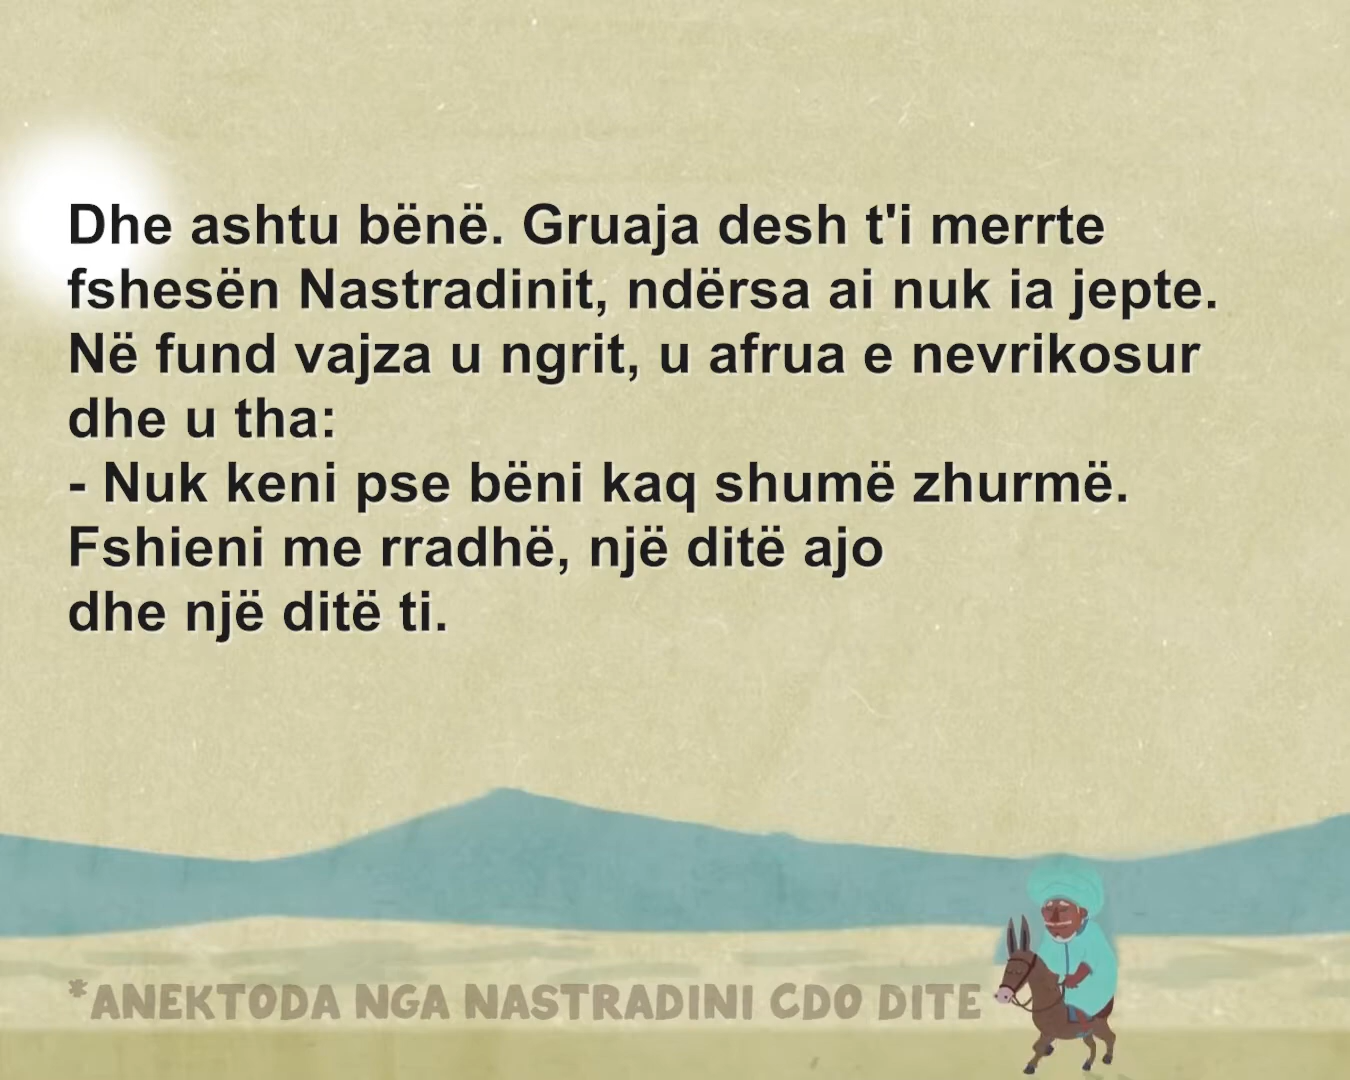 Dhe ashtu bënë. Gruaja desh t'i merrte
fshesën Nastradinit, ndërsa ai nuk ia jepte.
Në fund vajza u ngrit, u afrua e nevrikosur
dhe u tha:
- Nuk keni pse bëni kaq shumë zhurmë.
Fshieni me rradhë, një ditë ajo
dhe një ditë ti.
*ANEKTODA NGA NASTRADINI CDO DITE